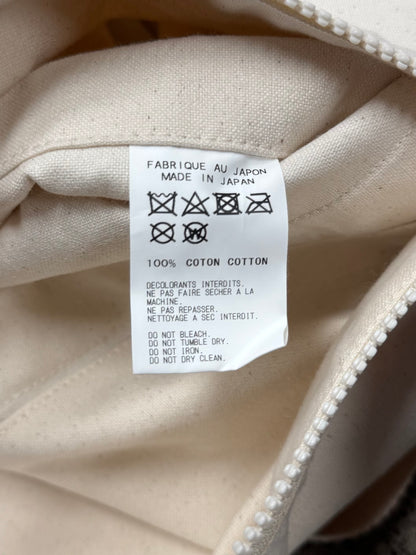 FABRIQUE AU JAPON
MADE IN JAPAN
W
100% COTON COTTON
DECOLORANTS INTERDITS.
NE PAS FAIRE SECHER A LA
MACHINE.
NE PAS REPASSER.
NETTOYAGE A SEC INTERDIT.
DO NOT BLEACH.
DO NOT TUMBLE DRY.
DO NOT IRON.
DO NOT DRY CLEAN.